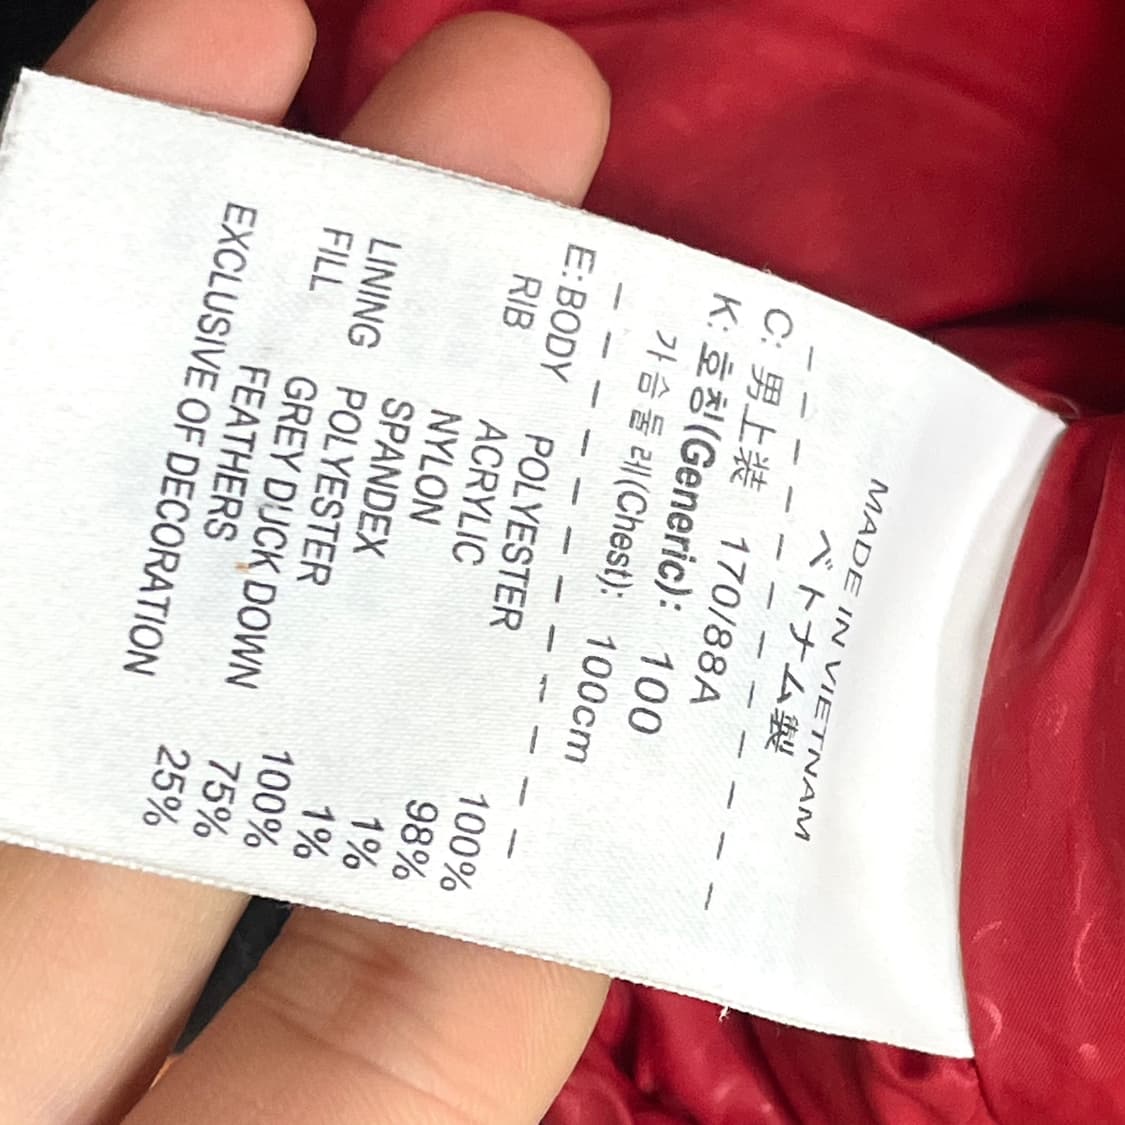 MADE IN VIETNAM
ベトナム製
C: 男上装 170/88A
K: 호칭(Generic): 100
가슴둘레(Chest): 100cm
E: BODY POLYESTER 100%
RIB ACRYLIC 98%
NYLON 1%
SPANDEX 1%
LINING POLYESTER 100%
FILL GREY DUCK DOWN 75%
FEATHERS 25%
EXCLUSIVE OF DECORATION